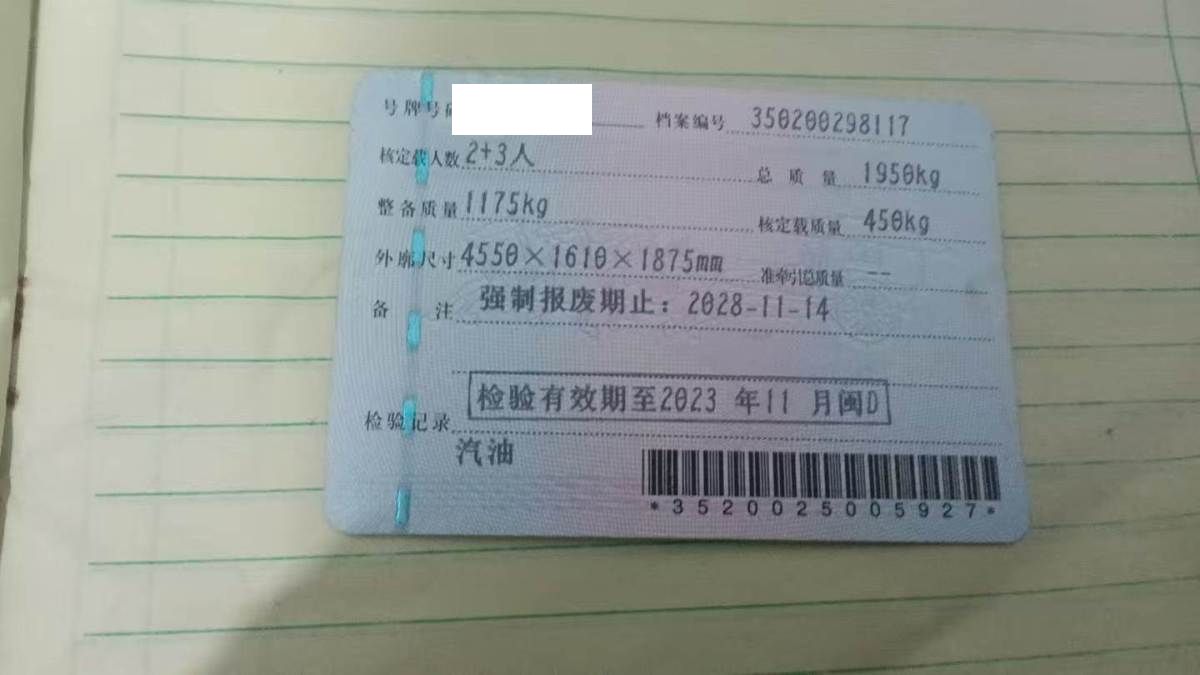 号牌号码 档案编号 350200298117
核定载人数 2+3人 总质量 1950kg
整备质量 1175kg 核定载质量 450kg
外廓尺寸 4550×1610×1875mm 准牵引总质量 --
备注 强制报废期止：2028-11-14
检验记录 检验有效期至2023 年11 月闽D
汽油
*3520025005927*